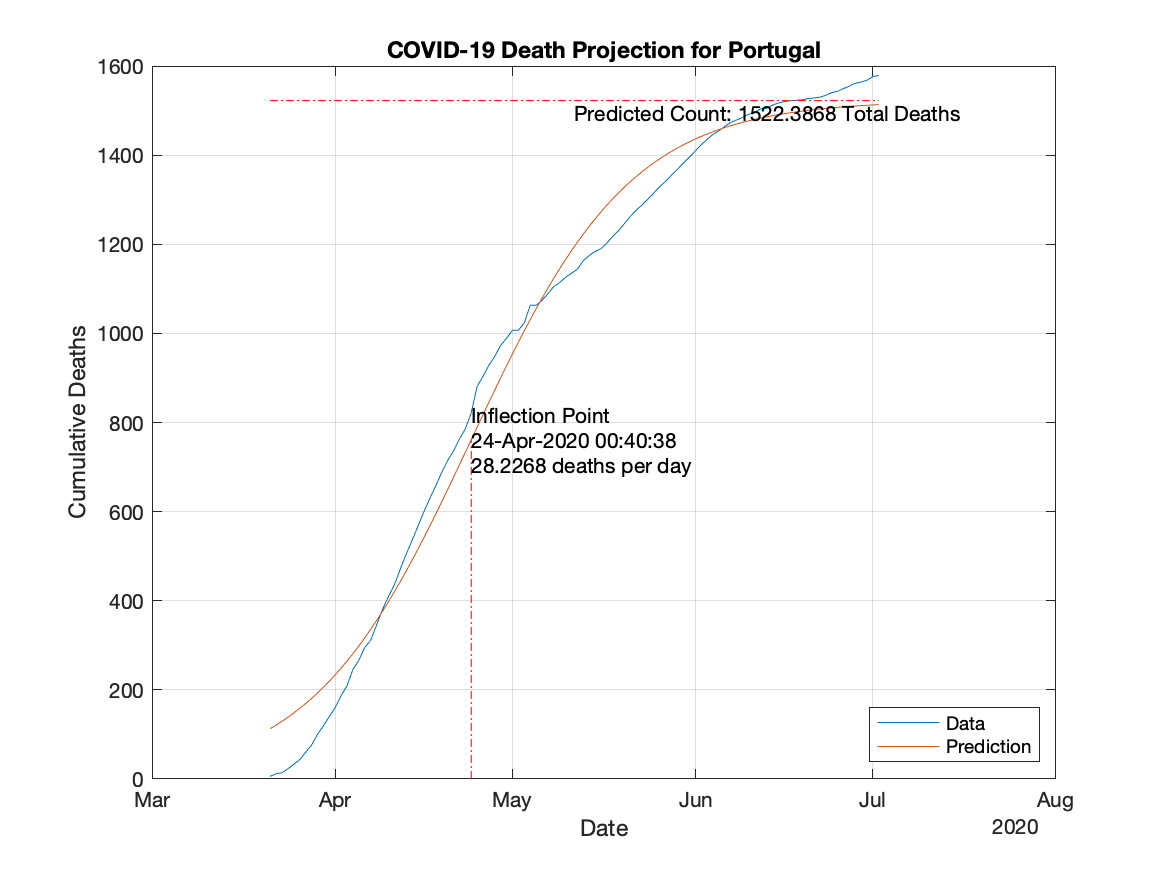 COVID-19 Death Projection for Portugal
1600
1400
1200
1000
800
600
400
200
0
Cumulative Deaths
Predicted Count: 1522.3868 Total Deaths
Inflection Point
24-Apr-2020 00:40:38
28.2268 deaths per day
Data
Prediction
Mar Apr May Jun Jul Aug
Date
2020